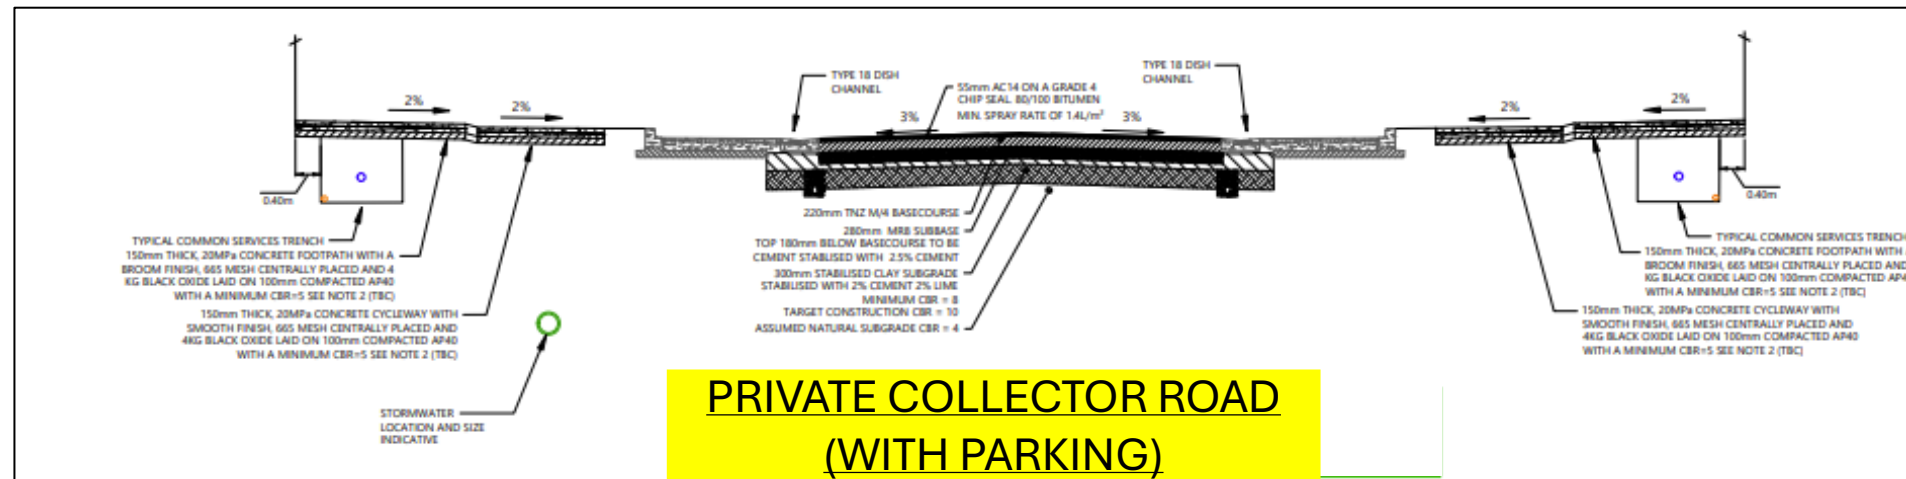 TYPE 18 DISH
CHANNEL
55mm AC14 ON A GRADE 4
CHIP SEAL. 80/100 BITUMEN
MIN. SPRAY RATE OF 1.4L/m²
TYPE 18 DISH
CHANNEL
2%
2%
3%
3%
2%
2%
0.40m
0.40m
TYPICAL COMMON SERVICES TRENCH
150mm THICK, 20MPa CONCRETE FOOTPATH WITH A
BROOM FINISH, 665 MESH CENTRALLY PLACED AND 4
KG BLACK OXIDE LAID ON 100mm COMPACTED AP40
WITH A MINIMUM CBR=5 SEE NOTE 2 (TBC)
150mm THICK, 20MPa CONCRETE CYCLEWAY WITH
SMOOTH FINISH, 665 MESH CENTRALLY PLACED AND
4KG BLACK OXIDE LAID ON 100mm COMPACTED AP40
WITH A MINIMUM CBR=5 SEE NOTE 2 (TBC)
STORMWATER
LOCATION AND SIZE
INDICATIVE
220mm TNZ M/4 BASECOURSE
280mm MR8 SUBBASE
TOP 180mm BELOW BASECOURSE TO BE
CEMENT STABLISED WITH 2.5% CEMENT
300mm STABILISED CLAY SUBGRADE
STABILISED WITH 2% CEMENT 2% LIME
MINIMUM CBR = 8
TARGET CONSTRUCTION CBR = 10
ASSUMED NATURAL SUBGRADE CBR = 4
TYPICAL COMMON SERVICES TRENCH
150mm THICK, 20MPa CONCRETE FOOTPATH WITH
BROOM FINISH, 665 MESH CENTRALLY PLACED AND
KG BLACK OXIDE LAID ON 100mm COMPACTED AP4
WITH A MINIMUM CBR=5 SEE NOTE 2 (TBC)
150mm THICK, 20MPa CONCRETE CYCLEWAY WITH
SMOOTH FINISH, 665 MESH CENTRALLY PLACED AND
4KG BLACK OXIDE LAID ON 100mm COMPACTED AP40
WITH A MINIMUM CBR=5 SEE NOTE 2 (TBC)
PRIVATE COLLECTOR ROAD
(WITH PARKING)